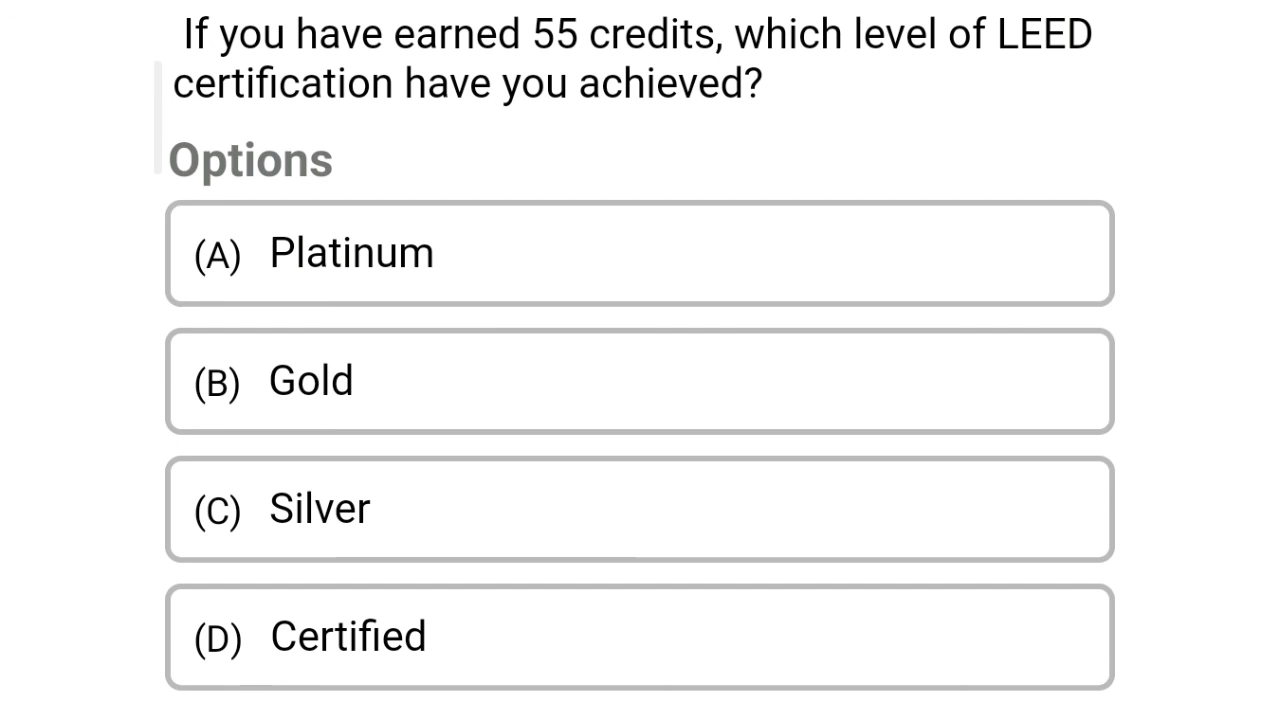 If you have earned 55 credits, which level of LEED
certification have you achieved?
Options
(A) Platinum
(B) Gold
(C) Silver
(D) Certified